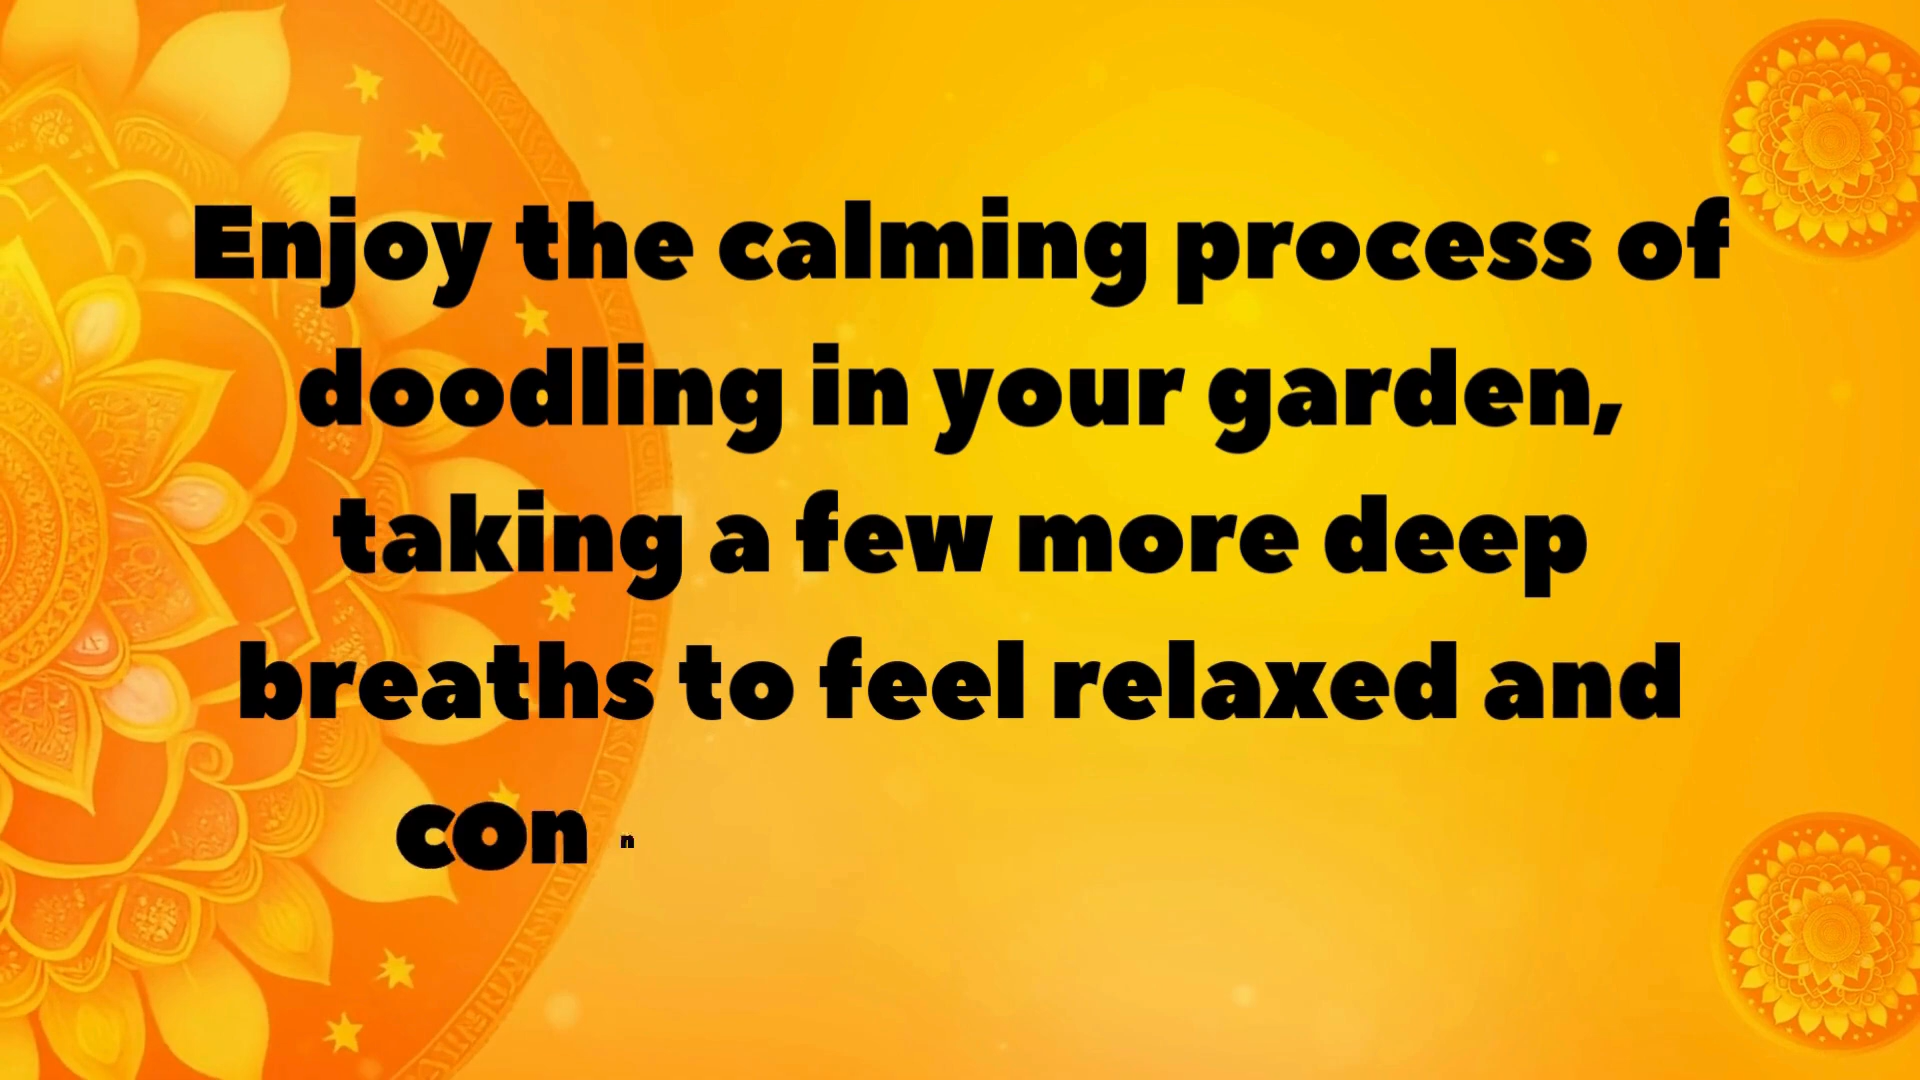 Enjoy the calming process of
doodling in your garden,
taking a few more deep
breaths to feel relaxed and
con n